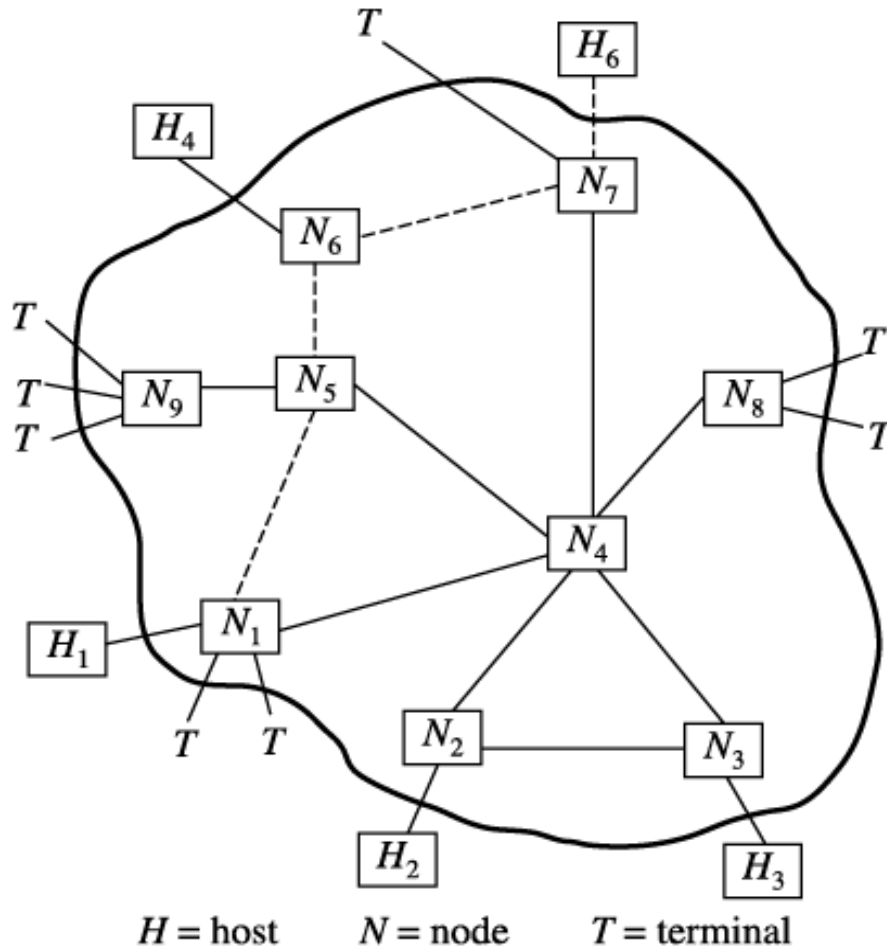 T
H₆
H₄
N₇
N₆
T
T
T
N₉
N₅
N₈
T
T
N₄
N₁
H₁
T
T
N₂
N₃
H₂
H₃
H = host N = node T = terminal